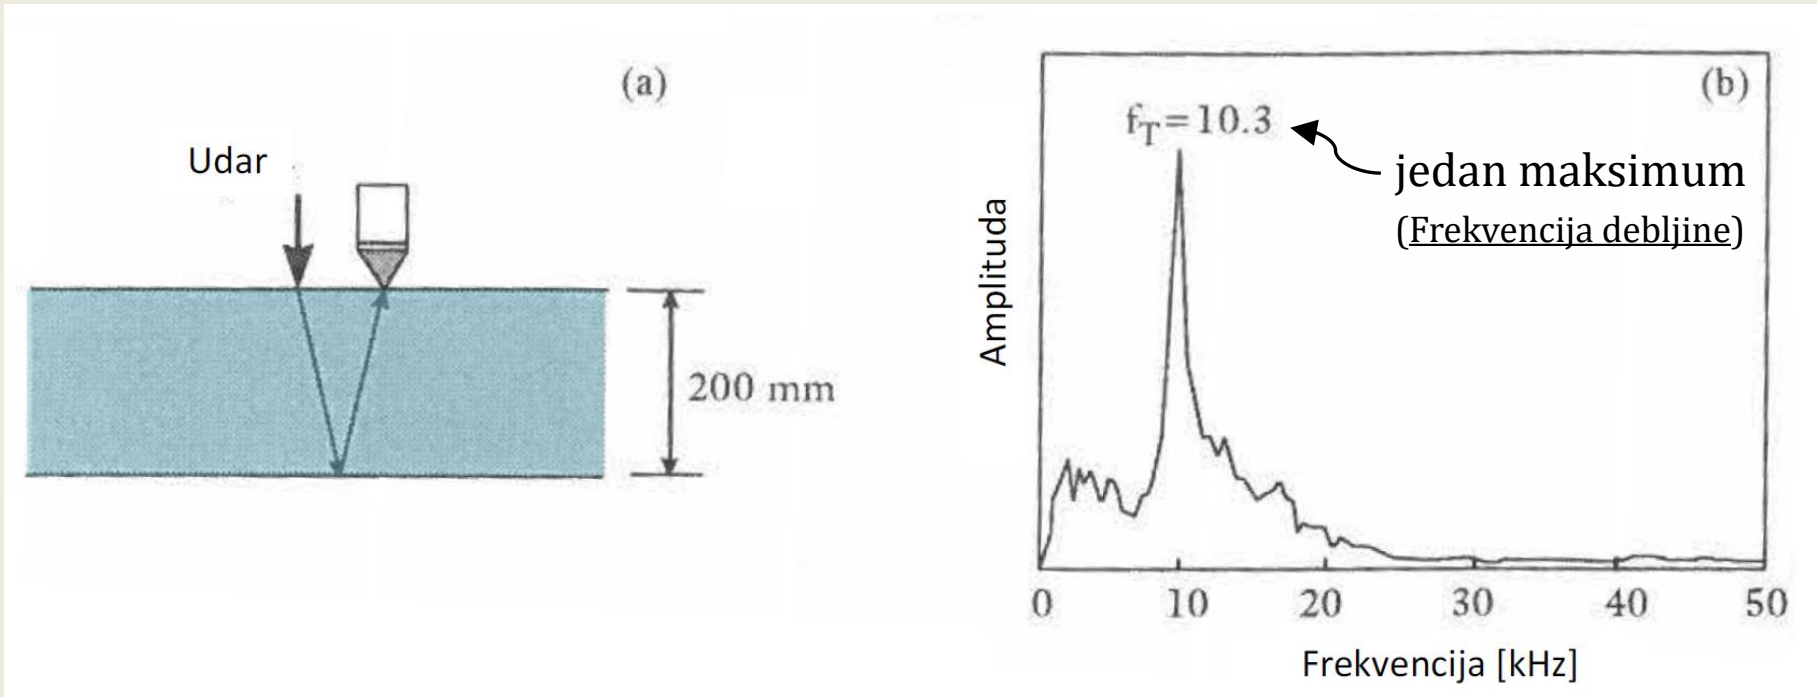 (a)
Udar
200 mm
(b)
f_T=10.3
jedan maksimum
(Frekvencija debljine)
Amplituda
0 10 20 30 40 50
Frekvencija [kHz]